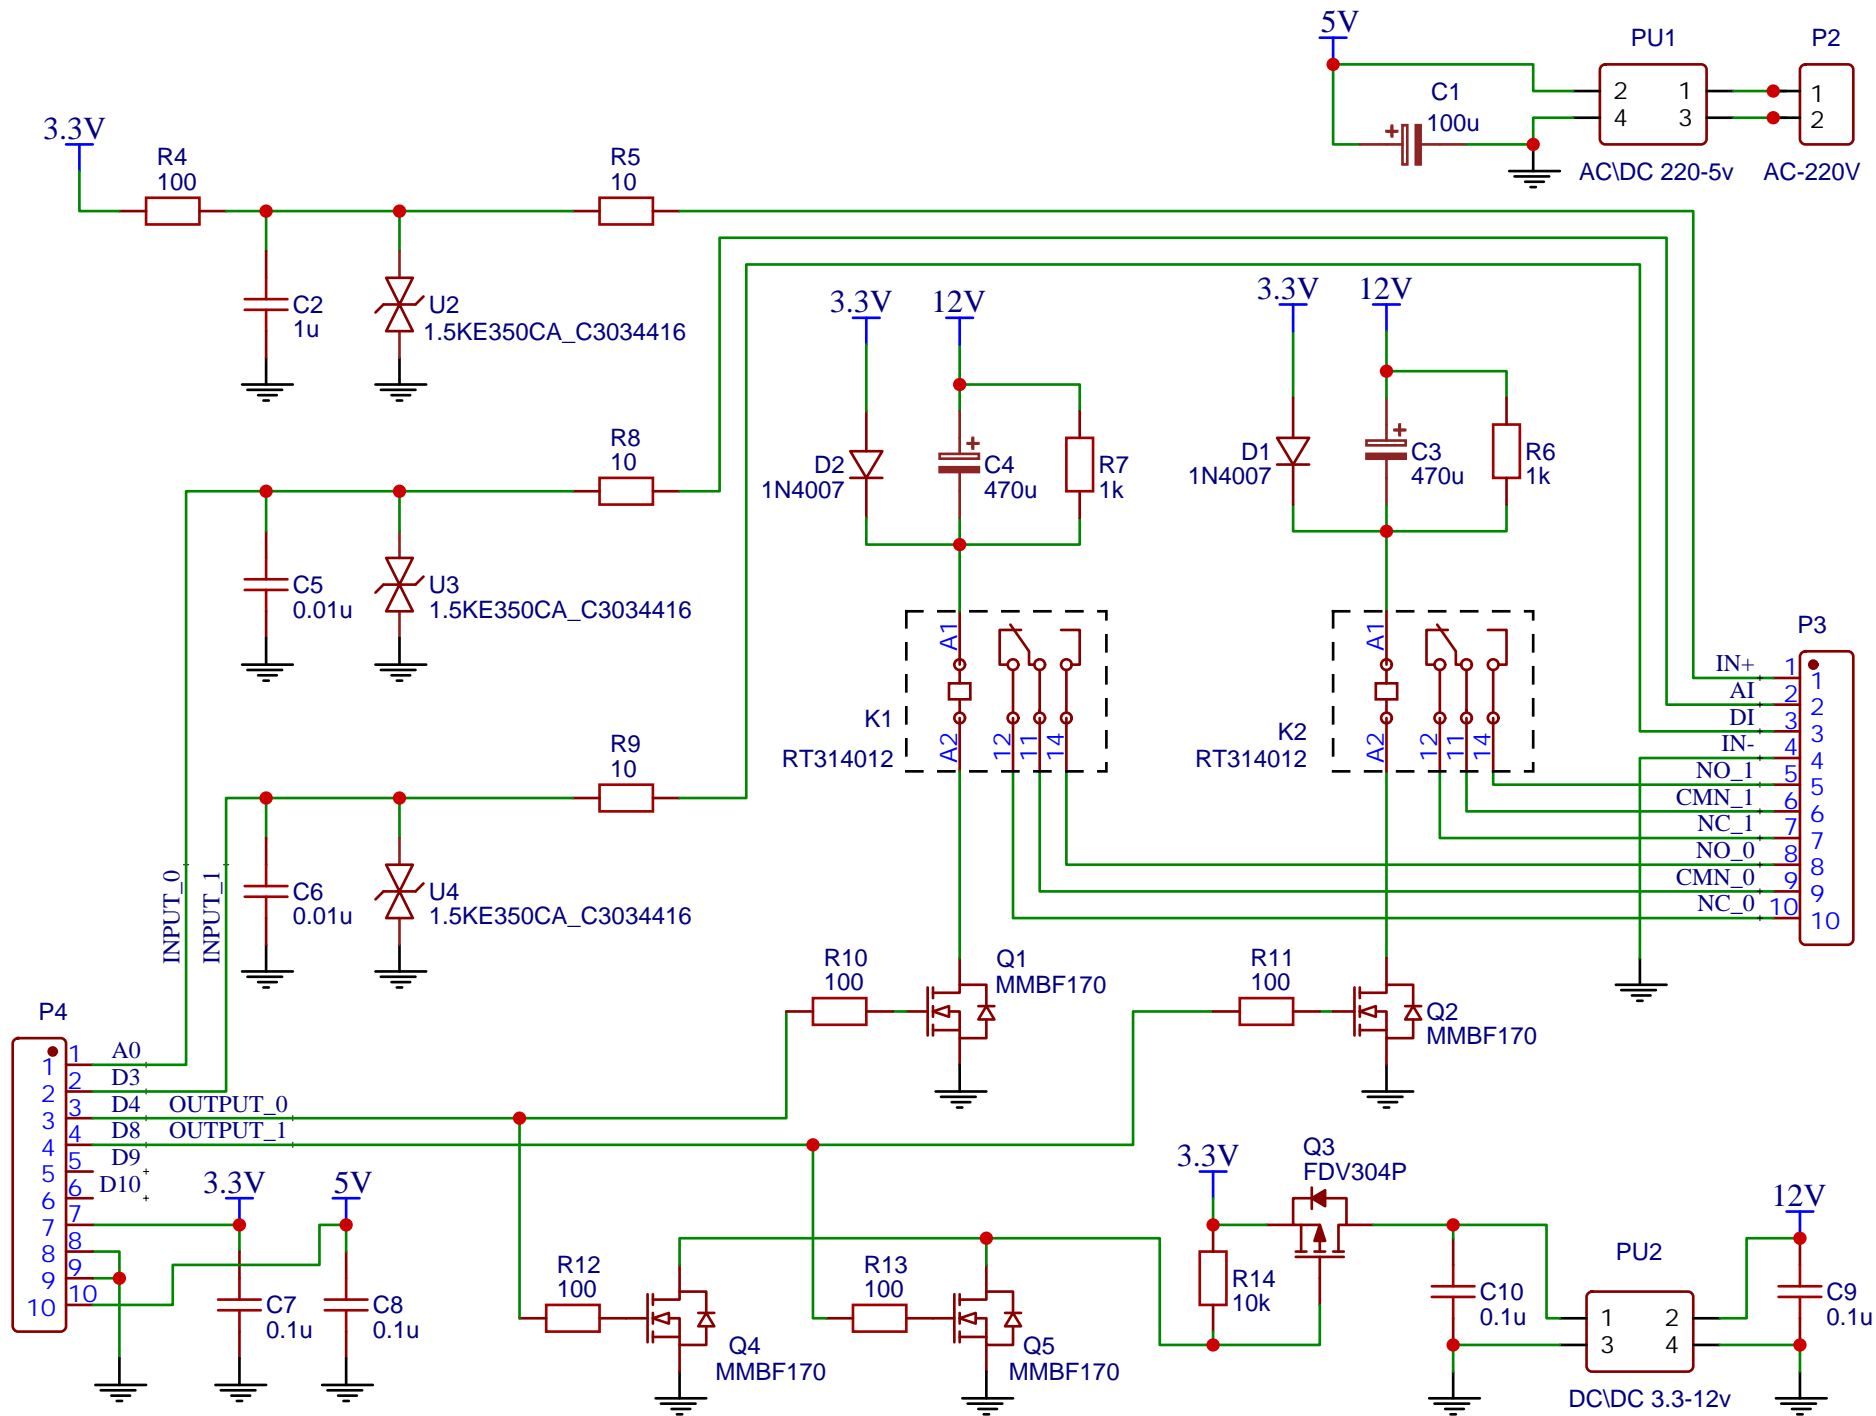 5V
PU1
P2
C1
100u
2
1
4
3
1
2
AC\DC 220-5v
AC-220V
3.3V
R4
100
R5
10
C2
1u
U2
1.5KE350CA_C3034416
3.3V
12V
3.3V
12V
R8
10
D2
1N4007
C4
470u
R7
1k
D1
1N4007
C3
470u
R6
1k
C5
0.01u
U3
1.5KE350CA_C3034416
K1
RT314012
A1
A2
12
11
14
K2
RT314012
A1
A2
12
11
14
P3
IN+ 1 1
AI 2 2
DI 3 3
IN- 4 4
NO_1 5 5
CMN_1 6 6
NC_1 7 7
NO_0 8 8
CMN_0 9 9
NC_0 10 10
R9
10
C6
0.01u
U4
1.5KE350CA_C3034416
INPUT_0
INPUT_1
R10
100
Q1
MMBF170
R11
100
Q2
MMBF170
P4
1 1 A0
2 2 D3
3 3 D4 OUTPUT_0
4 4 D8 OUTPUT_1
5 5 D9
6 6 D10
7 7
8 8
9 9
10 10
3.3V
5V
C7
0.1u
C8
0.1u
R12
100
Q4
MMBF170
R13
100
Q5
MMBF170
3.3V
R14
10k
Q3
FDV304P
C10
0.1u
PU2
1
2
3
4
DC\DC 3.3-12v
12V
C9
0.1u